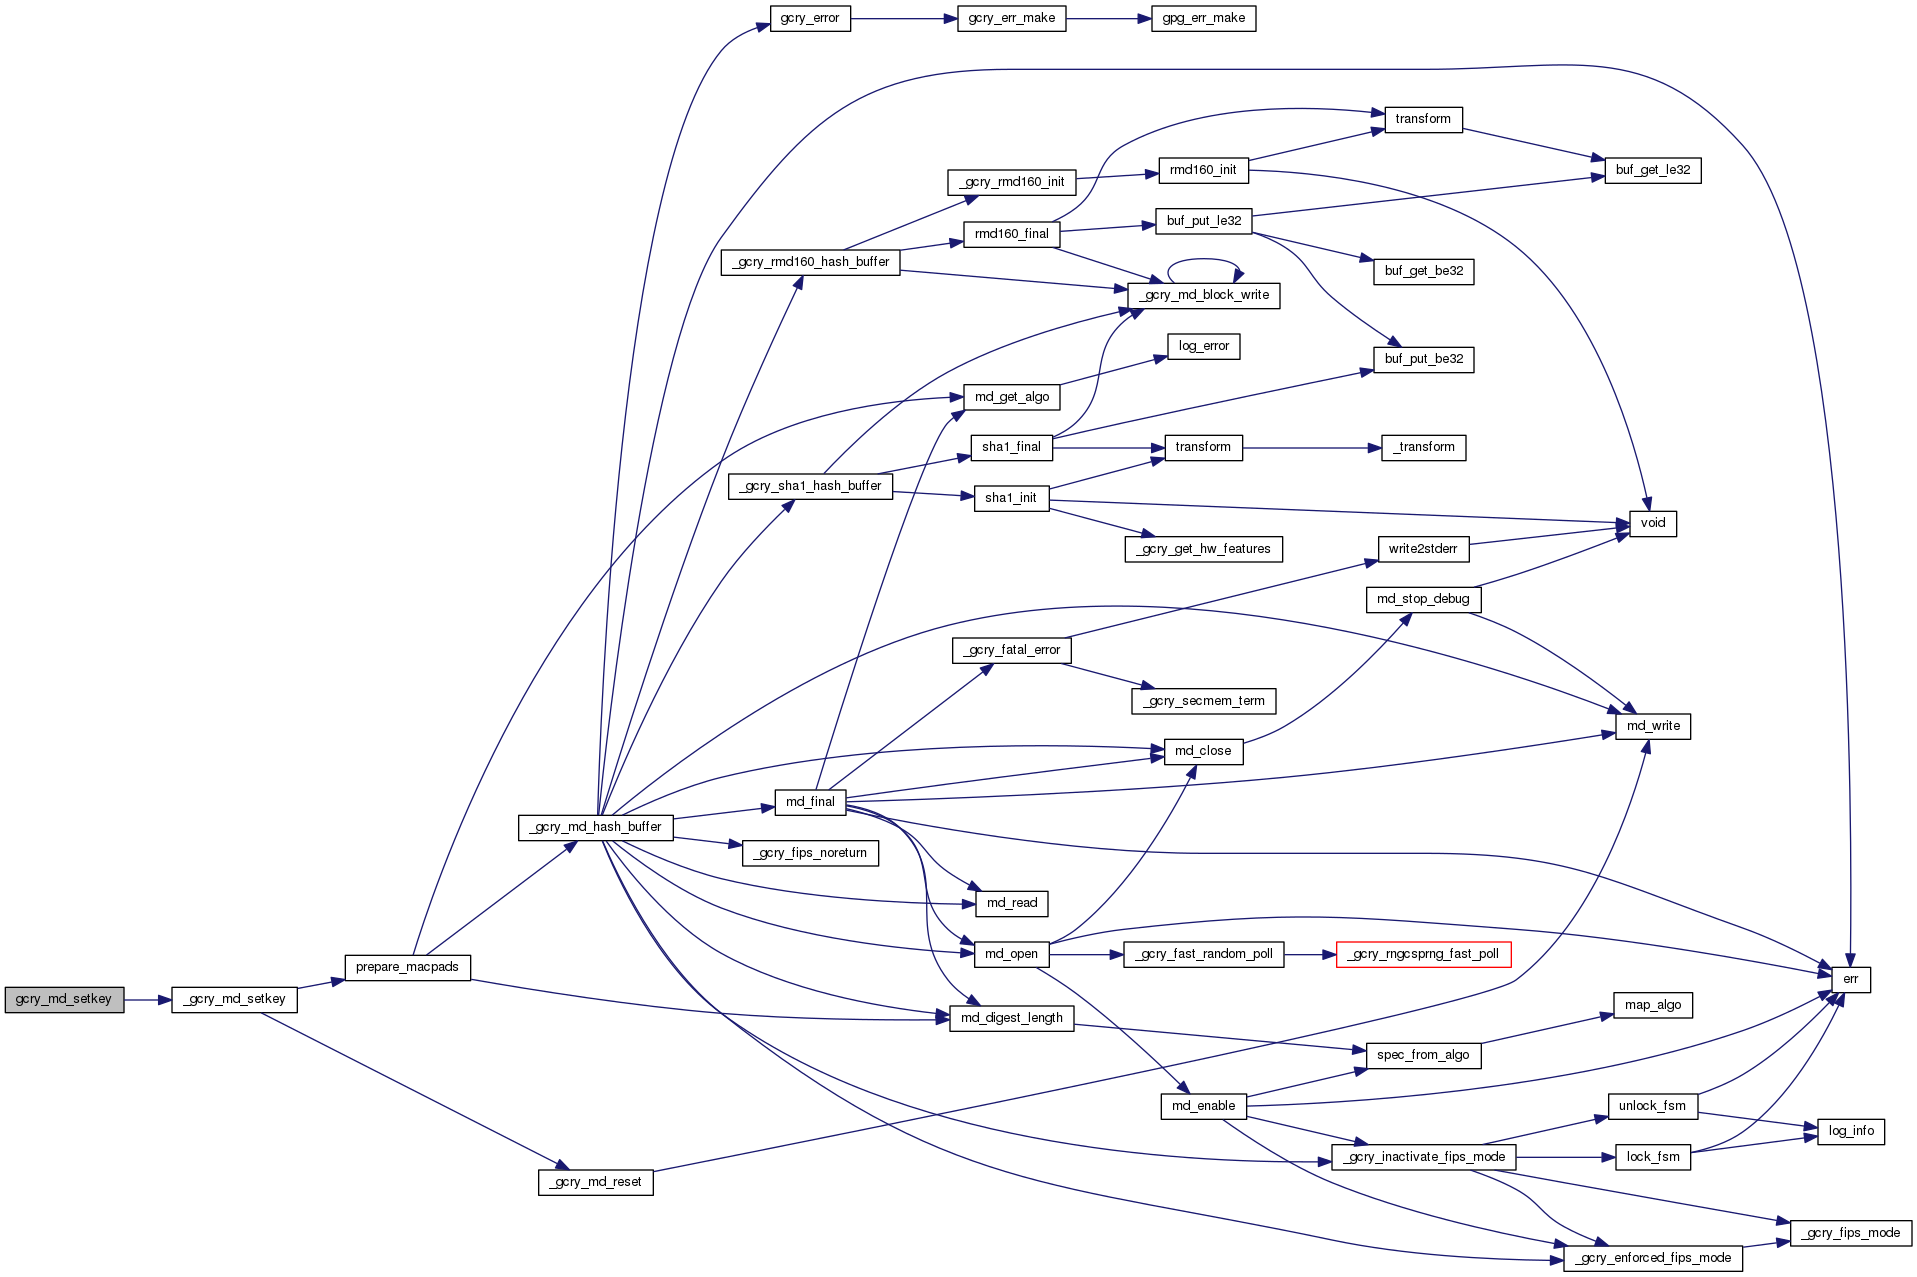 gcry_error
gcry_err_make
gpg_err_make
transform
buf_get_le32
rmd160_init
_gcry_rmd160_init
buf_put_le32
rmd160_final
_gcry_rmd160_hash_buffer
buf_get_be32
_gcry_md_block_write
log_error
buf_put_be32
md_get_algo
sha1_final
transform
_transform
_gcry_sha1_hash_buffer
sha1_init
void
_gcry_get_hw_features
write2stderr
md_stop_debug
_gcry_fatal_error
_gcry_secmem_term
md_write
md_close
md_final
_gcry_md_hash_buffer
_gcry_fips_noreturn
md_read
md_open
_gcry_fast_random_poll
_gcry_rngcsprng_fast_poll
prepare_macpads
err
gcry_md_setkey
_gcry_md_setkey
map_algo
md_digest_length
spec_from_algo
md_enable
unlock_fsm
log_info
_gcry_inactivate_fips_mode
lock_fsm
_gcry_md_reset
_gcry_fips_mode
_gcry_enforced_fips_mode